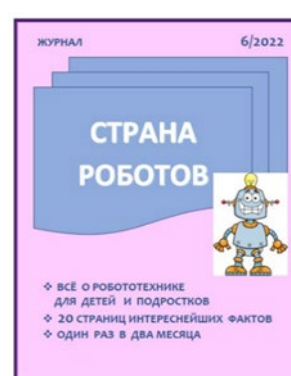 ЖУРНАЛ 6/2022
СТРАНА
РОБОТОВ
❖ ВСЁ О РОБОТОТЕХНИКЕ
ДЛЯ ДЕТЕЙ И ПОДРОСТКОВ
❖ 20 СТРАНИЦ ИНТЕРЕСНЕЙШИХ ФАКТОВ
❖ ОДИН РАЗ В ДВА МЕСЯЦА